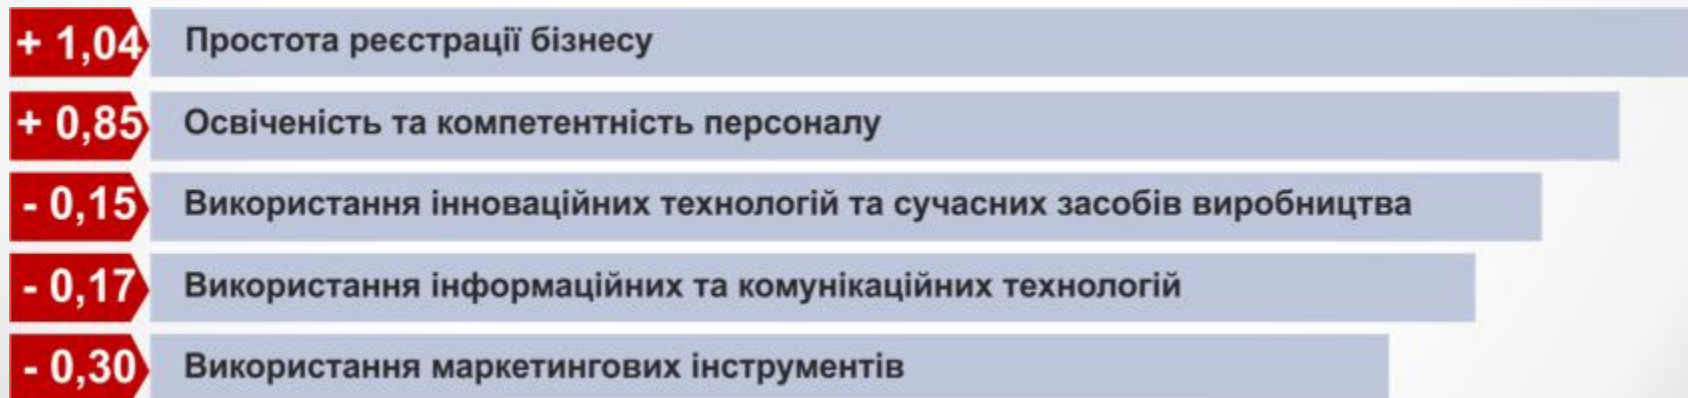 + 1,04 Простота реєстрації бізнесу
+ 0,85 Освіченість та компетентність персоналу
- 0,15 Використання інноваційних технологій та сучасних засобів виробництва
- 0,17 Використання інформаційних та комунікаційних технологій
- 0,30 Використання маркетингових інструментів